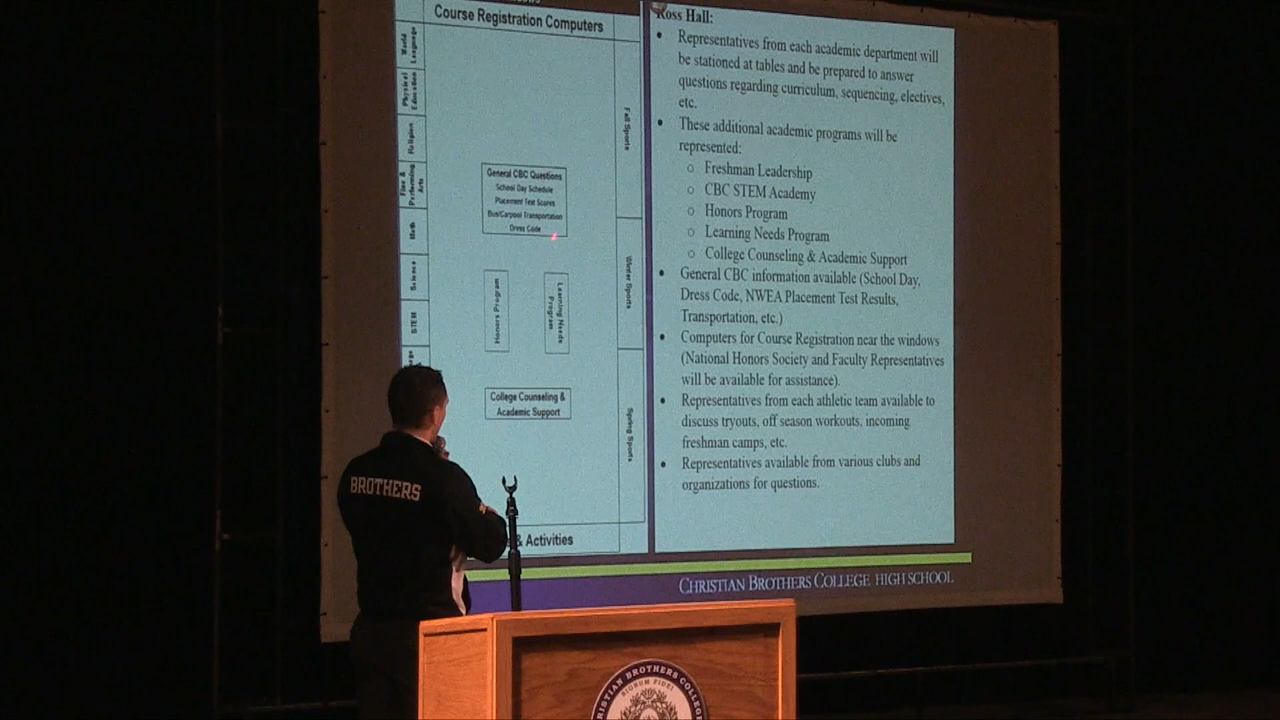 Course Registration Computers
World
Language
Physical
Education
Religion
Fine &
Performing
Arts
Math
Science
STEM
General CBC Questions
School Day Schedule
Placement Test Scores
Bus/Carpool Transportation
Dress Code
Honors Program
Learning Needs
Program
College Counseling &
Academic Support
Fall Sports
Winter Sports
Spring Sports
& Activities
Ross Hall:
• Representatives from each academic department will
be stationed at tables and be prepared to answer
questions regarding curriculum, sequencing, electives,
etc.
• These additional academic programs will be
represented:
o Freshman Leadership
o CBC STEM Academy
o Honors Program
o Learning Needs Program
o College Counseling & Academic Support
• General CBC information available (School Day,
Dress Code, NWEA Placement Test Results,
Transportation, etc.)
• Computers for Course Registration near the windows
(National Honors Society and Faculty Representatives
will be available for assistance).
• Representatives from each athletic team available to
discuss tryouts, off season workouts, incoming
freshman camps, etc.
• Representatives available from various clubs and
organizations for questions.
CHRISTIAN BROTHERS COLLEGE HIGH SCHOOL
BROTHERS
CHRISTIAN BROTHERS COLLEGE
SIGNUM FIDEI